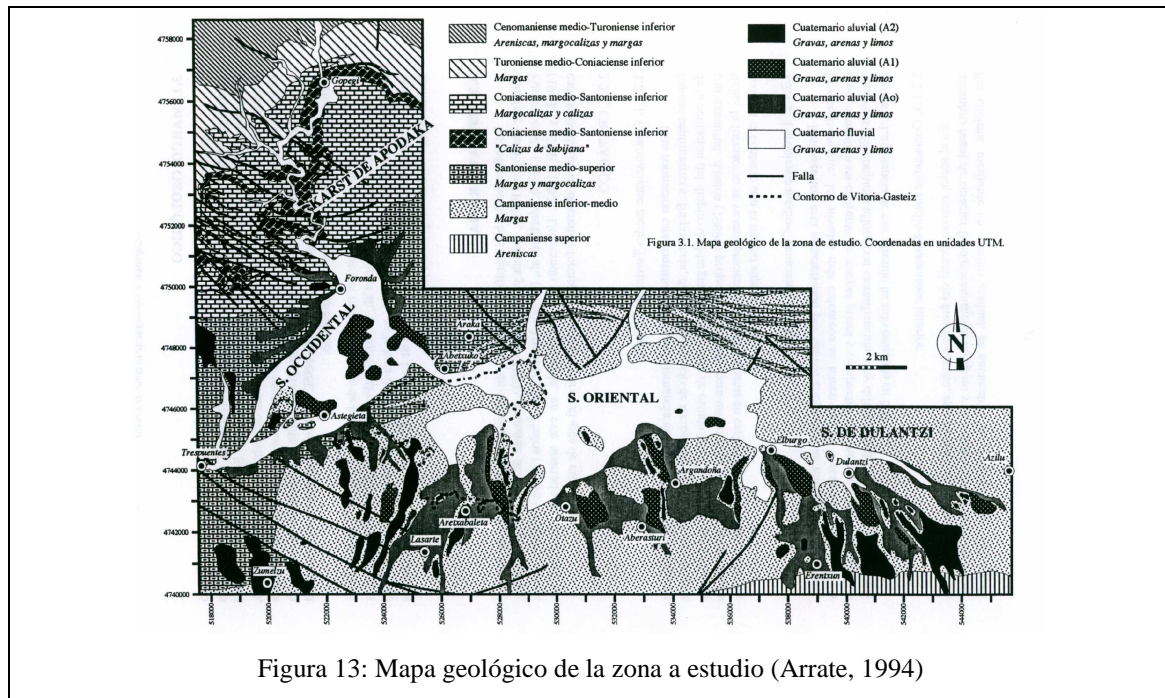 Cenomaniense medio-Turoniense inferior
Areniscas, margocalizas y margas
Turoniense medio-Coniaciense inferior
Margas
Coniaciense medio-Santoniense inferior
Margocalizas y calizas
Coniaciense medio-Santoniense inferior
"Calizas de Subijana"
Santoniense medio-superior
Margas y margocalizas
Campaniense inferior-medio
Margas
Campaniense superior
Areniscas
Cuaternario aluvial (A2)
Gravas, arenas y limos
Cuaternario aluvial (A1)
Gravas, arenas y limos
Cuaternario aluvial (Ao)
Gravas, arenas y limos
Cuaternario fluvial
Gravas, arenas y limos
Falla
Contorno de Vitoria-Gasteiz
Figura 3.1. Mapa geológico de la zona de estudio. Coordenadas en unidades UTM.
N
2 km
4758000
4756000
4754000
4752000
4750000
4748000
4746000
4744000
4742000
4740000
Gopegi
ARST DE APODAKA
Foronda
S. OCCIDENTAL
Araka
Abetxuko
Astegieta
Trespuentes
S. ORIENTAL
S. DE DULANTZI
Elburgo
Dulantzi
Azilu
Argandoña
Aretxabaleta
Otazu
Aberasturi
Lasarte
Zumelzu
Erentxun
518000
520000
522000
524000
526000
528000
530000
532000
534000
536000
538000
540000
542000
544000
Figura 13: Mapa geológico de la zona a estudio (Arrate, 1994)